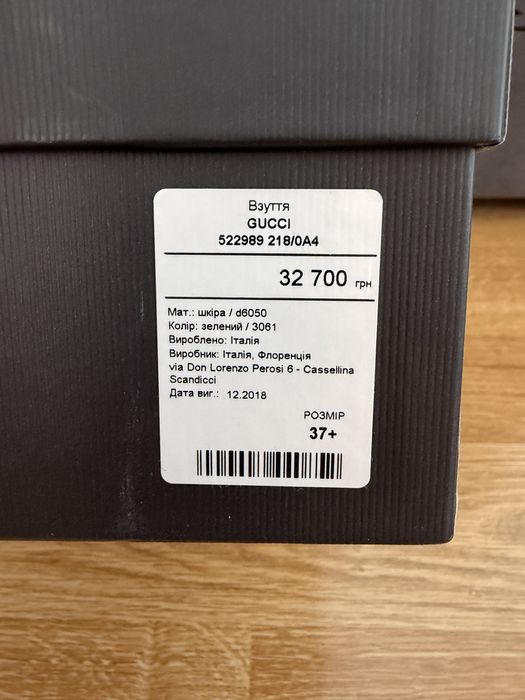 Взуття
GUCCI
522989 218/0A4
32 700 грн
Мат.: шкіра / d6050
Колір: зелений / 3061
Вироблено: Італія
Виробник: Італія, Флоренція
via Don Lorenzo Perosi 6 - Cassellina
Scandicci
Дата виг.: 12.2018
РОЗМІР
37+